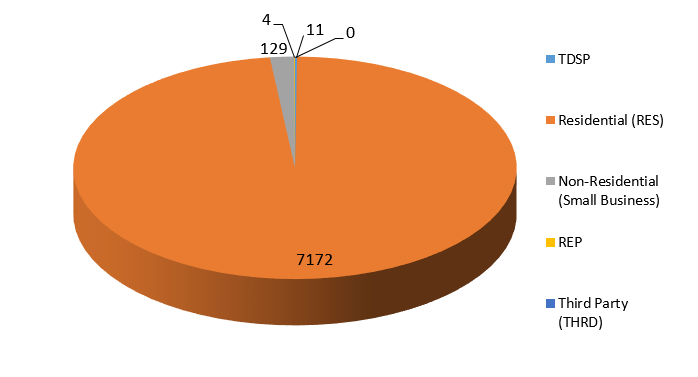 4
11
0
129
7172
TDSP
Residential (RES)
Non-Residential
(Small Business)
REP
Third Party
(THRD)